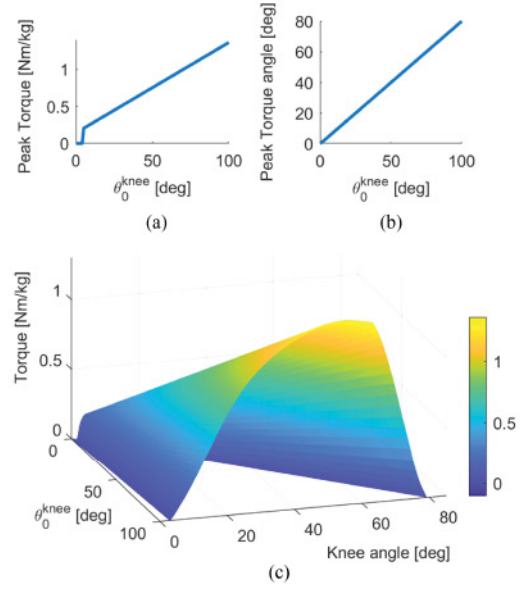 Peak Torque [Nm/kg]
1
0.5
0
0 50 100
θ₀ᵏⁿᵉᵉ [deg]
(a)
Peak Torque angle [deg]
80
60
40
20
0
0 50 100
θ₀ᵏⁿᵉᵉ [deg]
(b)
Torque [Nm/kg]
1
0.5
0
0
50
100
θ₀ᵏⁿᵉᵉ [deg]
0 20 40 60 80
Knee angle [deg]
1
0.5
0
(c)